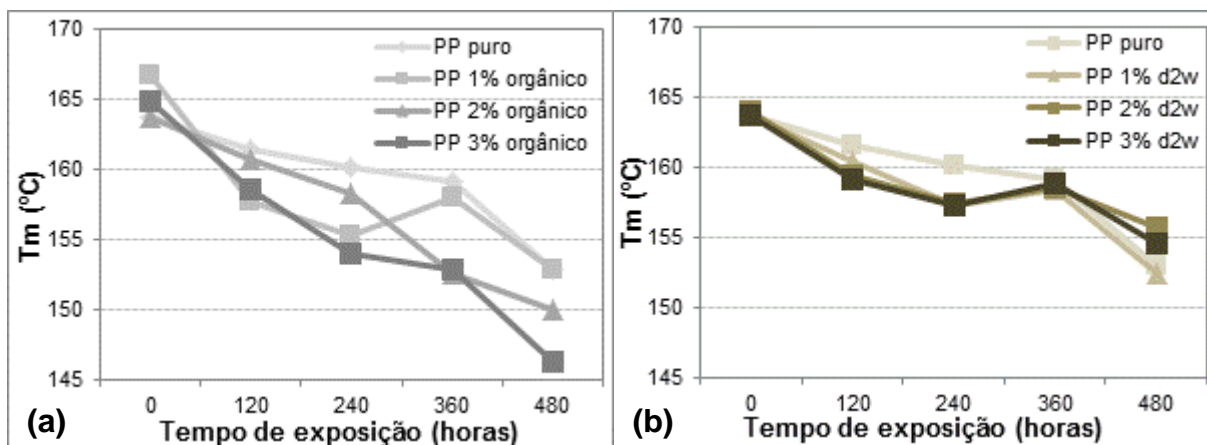 170
165
160
155
150
145
Tm (ºC)
PP puro
PP 1% orgânico
PP 2% orgânico
PP 3% orgânico
0 120 240 360 480
Tempo de exposição (horas)
(a)
170
165
160
155
150
145
Tm (ºC)
PP puro
PP 1% d2w
PP 2% d2w
PP 3% d2w
0 120 240 360 480
Tempo de exposição (horas)
(b)